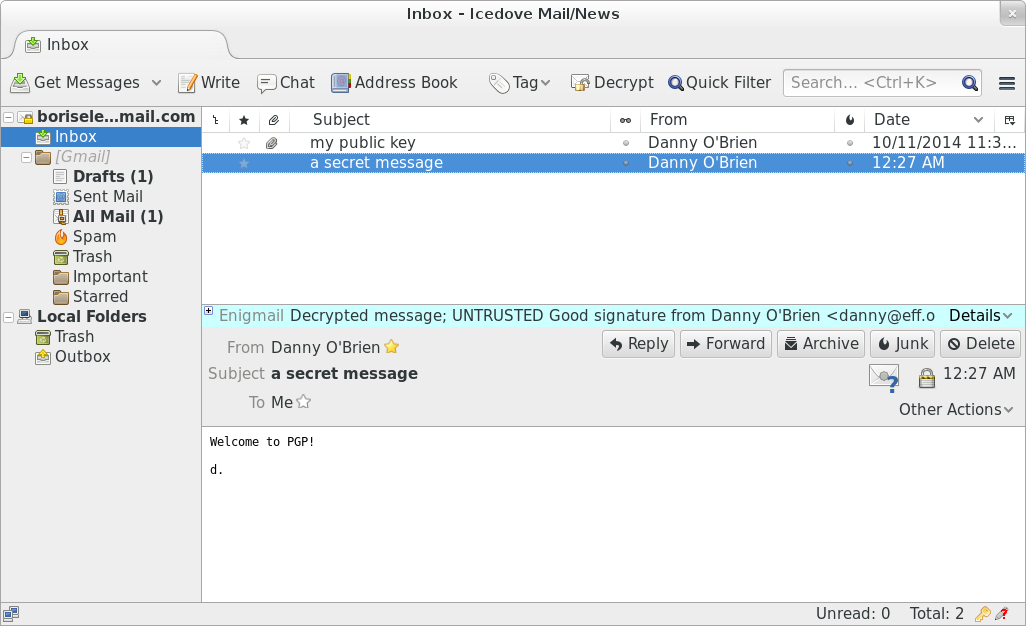 Inbox - Icedove Mail/News
Inbox
Get Messages Write Chat Address Book Tag Decrypt Quick Filter Search... <Ctrl+K>
borisele...mail.com
Inbox
[Gmail]
Drafts (1)
Sent Mail
All Mail (1)
Spam
Trash
Important
Starred
Local Folders
Trash
Outbox
Subject From Date
my public key Danny O'Brien 10/11/2014 11:3...
a secret message Danny O'Brien 12:27 AM
Enigmail Decrypted message; UNTRUSTED Good signature from Danny O'Brien <danny@eff.o Details
From Danny O'Brien Reply Forward Archive Junk Delete
Subject a secret message 12:27 AM
To Me
Other Actions
Welcome to PGP!
d.
Unread: 0 Total: 2